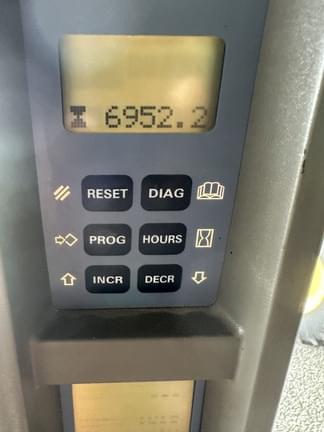 6952.2
RESET DIAG
PROG HOURS
INCR DECR